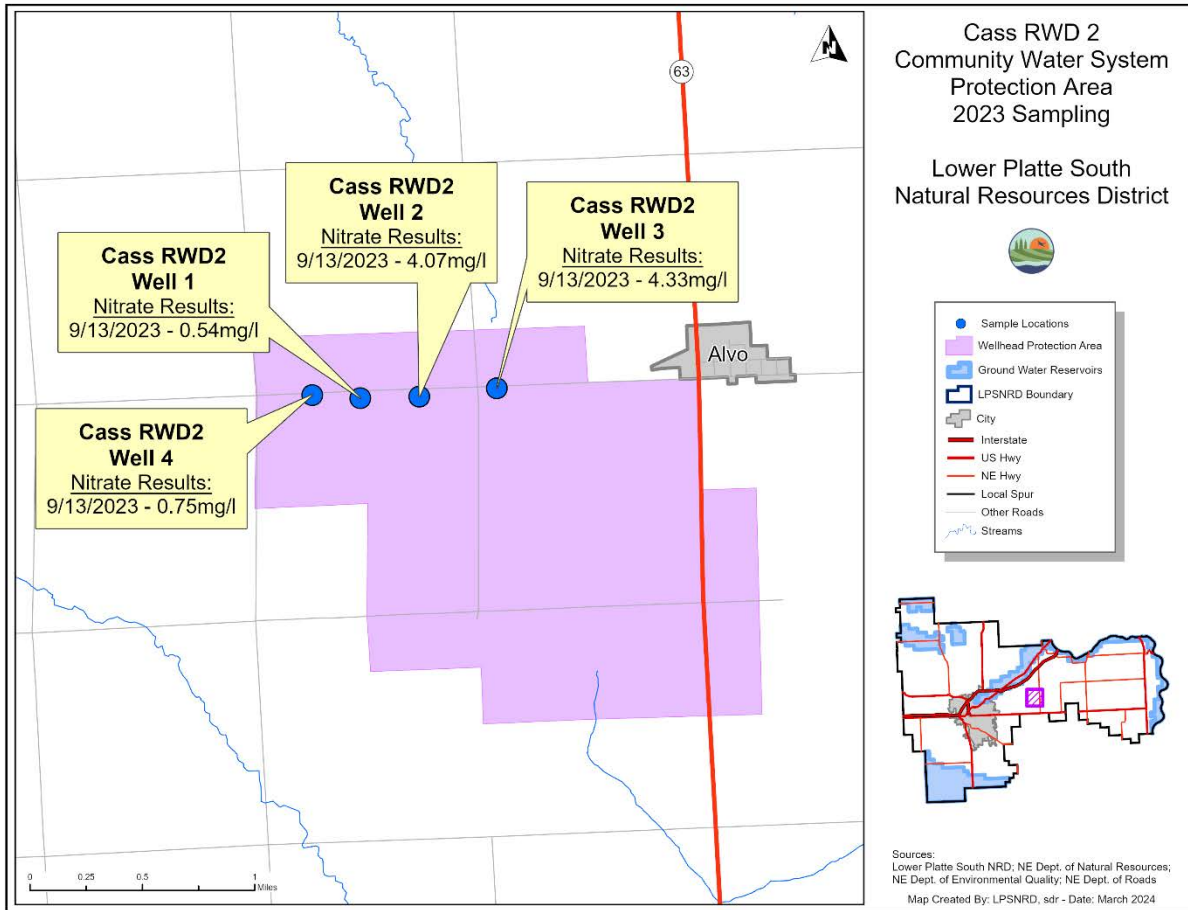 Cass RWD 2
Community Water System
Protection Area
2023 Sampling
Lower Platte South
Natural Resources District
N
63
Cass RWD2
Well 1
Nitrate Results:
9/13/2023 - 0.54mg/l
Cass RWD2
Well 2
Nitrate Results:
9/13/2023 - 4.07mg/l
Cass RWD2
Well 3
Nitrate Results:
9/13/2023 - 4.33mg/l
Cass RWD2
Well 4
Nitrate Results:
9/13/2023 - 0.75mg/l
Alvo
0 0.25 0.5 1
Miles
Sample Locations
Wellhead Protection Area
Ground Water Reservoirs
LPSNRD Boundary
City
Interstate
US Hwy
NE Hwy
Local Spur
Other Roads
Streams
Sources:
Lower Platte South NRD; NE Dept. of Natural Resources;
NE Dept. of Environmental Quality; NE Dept. of Roads
Map Created By: LPSNRD, sdr - Date: March 2024